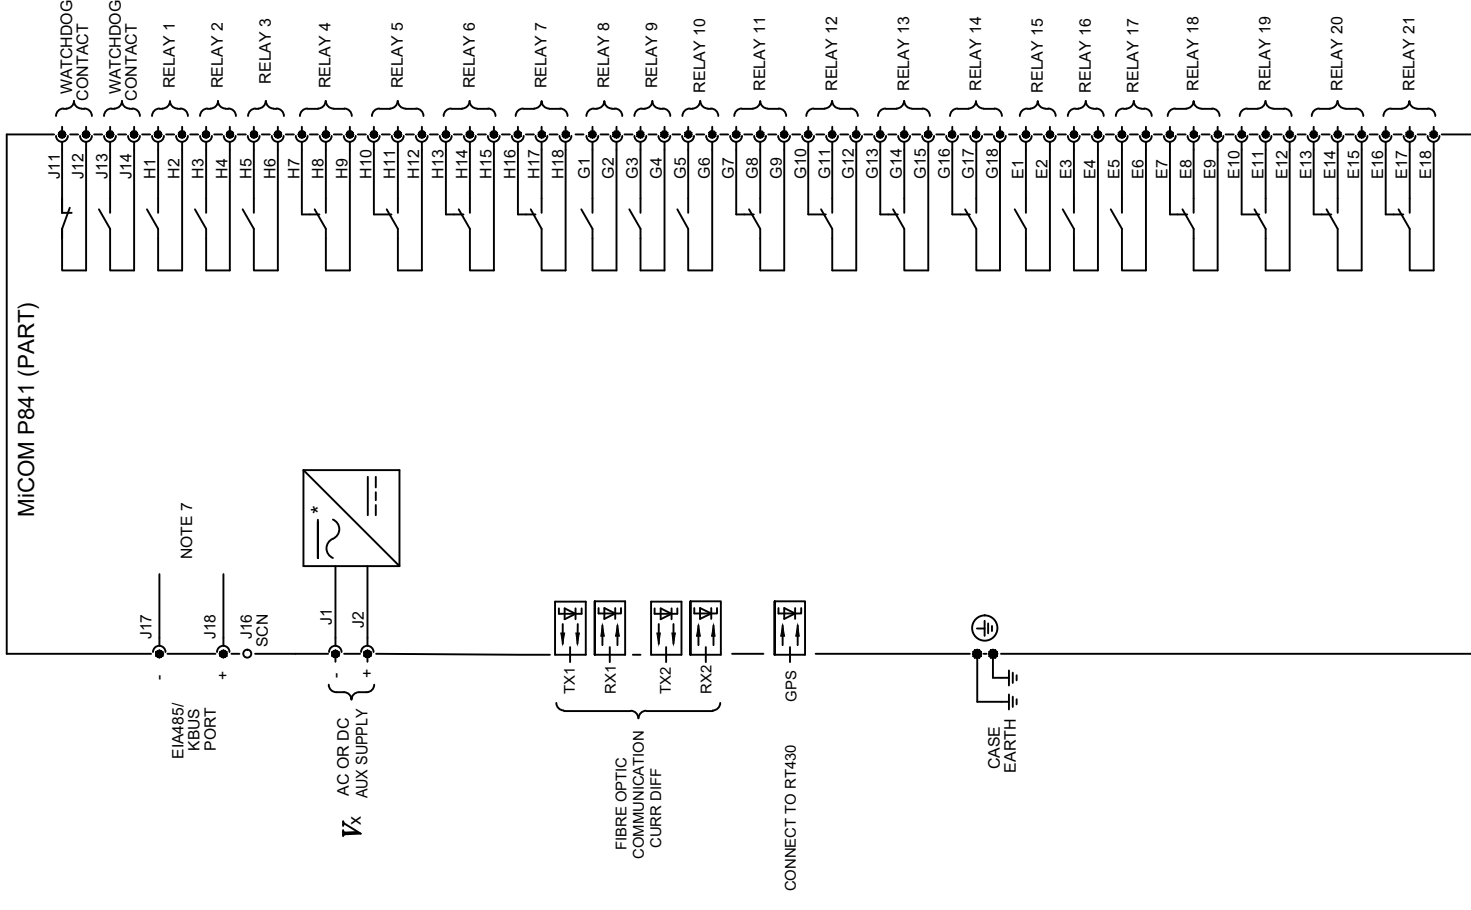 MiCOM P841 (PART)
WATCHDOG
CONTACT
WATCHDOG
CONTACT
RELAY 1
RELAY 2
RELAY 3
RELAY 4
RELAY 5
RELAY 6
RELAY 7
RELAY 8
RELAY 9
RELAY 10
RELAY 11
RELAY 12
RELAY 13
RELAY 14
RELAY 15
RELAY 16
RELAY 17
RELAY 18
RELAY 19
RELAY 20
RELAY 21
J11
J12
J13
J14
H1
H2
H3
H4
H5
H6
H7
H8
H9
H10
H11
H12
H13
H14
H15
H16
H17
H18
G1
G2
G3
G4
G5
G6
G7
G8
G9
G10
G11
G12
G13
G14
G15
G16
G17
G18
E1
E2
E3
E4
E5
E6
E7
E8
E9
E10
E11
E12
E13
E14
E15
E16
E17
E18
NOTE 7
J17
J18
J16
SCN
-
+
EIA485/
KBUS
PORT
*
J1
J2
-
+
Vx
AC OR DC
AUX SUPPLY
TX1
RX1
TX2
RX2
FIBRE OPTIC
COMMUNICATION
CURR DIFF
GPS
CONNECT TO RT430
CASE
EARTH